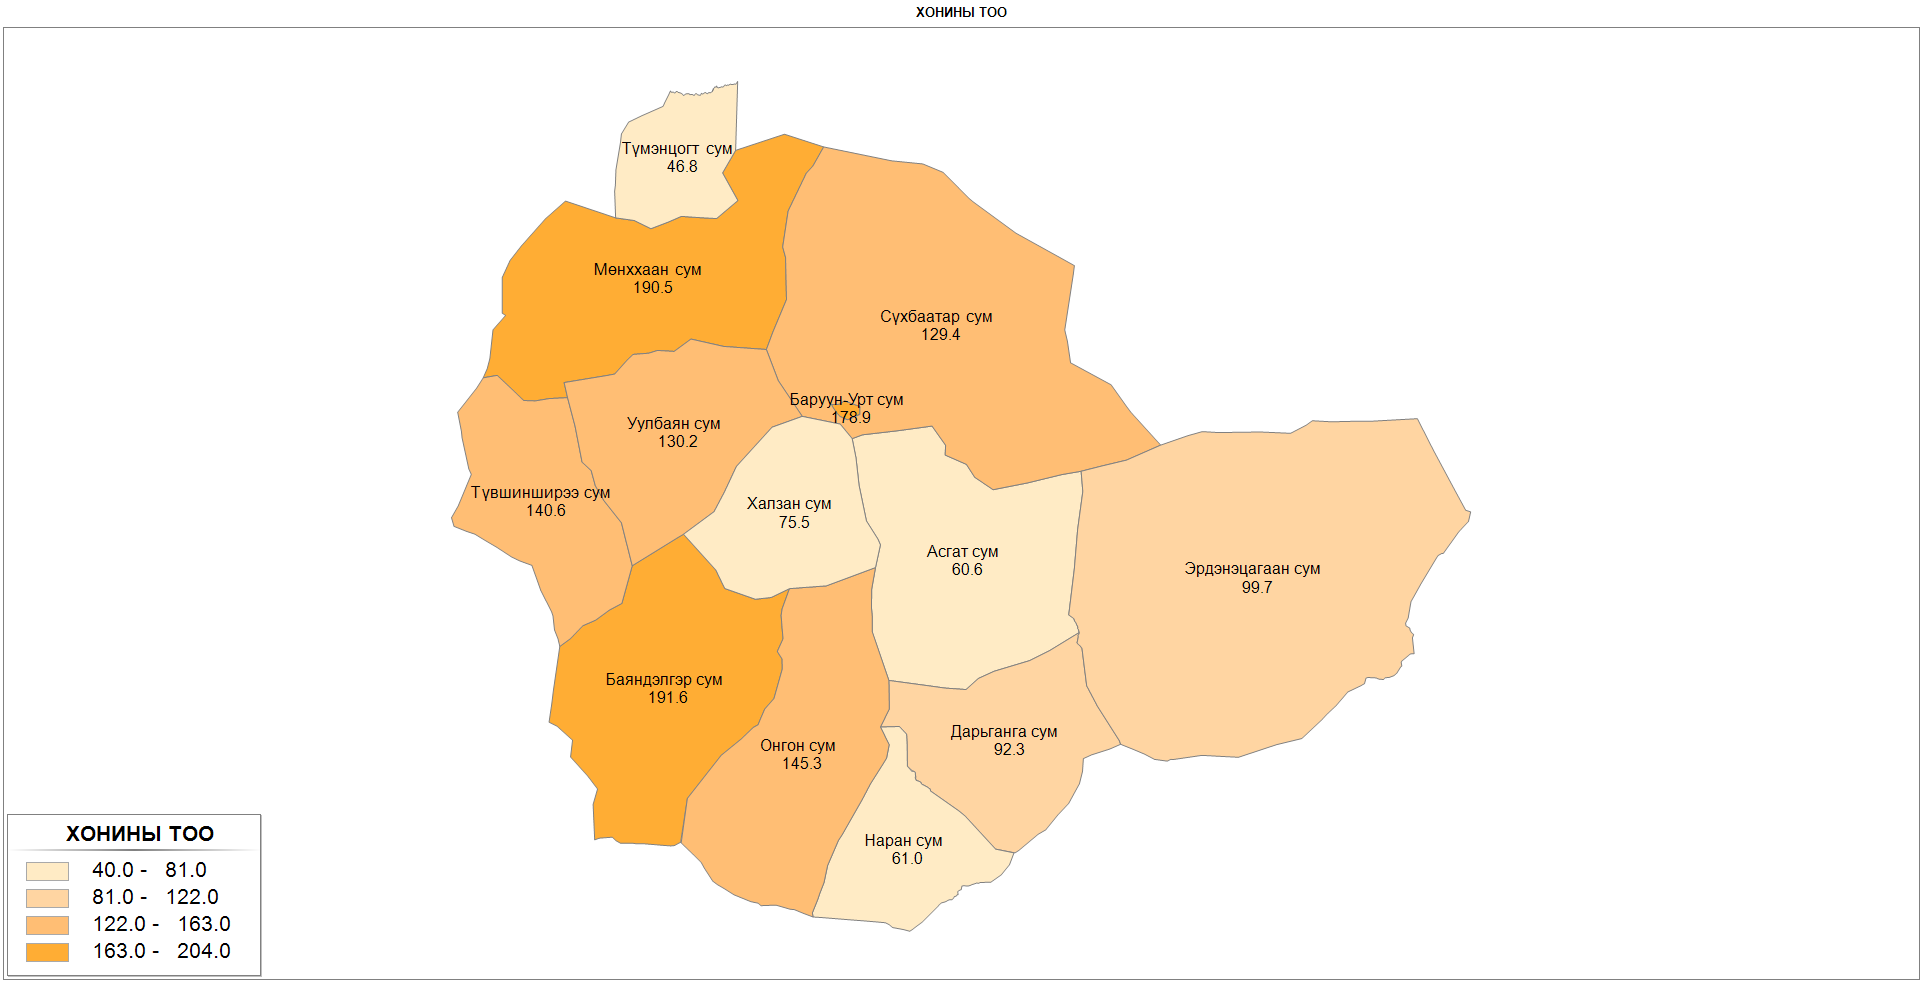 ХОНИНЫ ТОО
Түмэнцогт сум
46.8
Мөнххаан сум
190.5
Сүхбаатар сум
129.4
Баруун-Урт сум
178.9
Уулбаян сум
130.2
Түвшинширээ сум
140.6
Халзан сум
75.5
Асгат сум
60.6
Эрдэнэцагаан сум
99.7
Баяндэлгэр сум
191.6
Онгон сум
145.3
Дарьганга сум
92.3
Наран сум
61.0
ХОНИНЫ ТОО
40.0 - 81.0
81.0 - 122.0
122.0 - 163.0
163.0 - 204.0